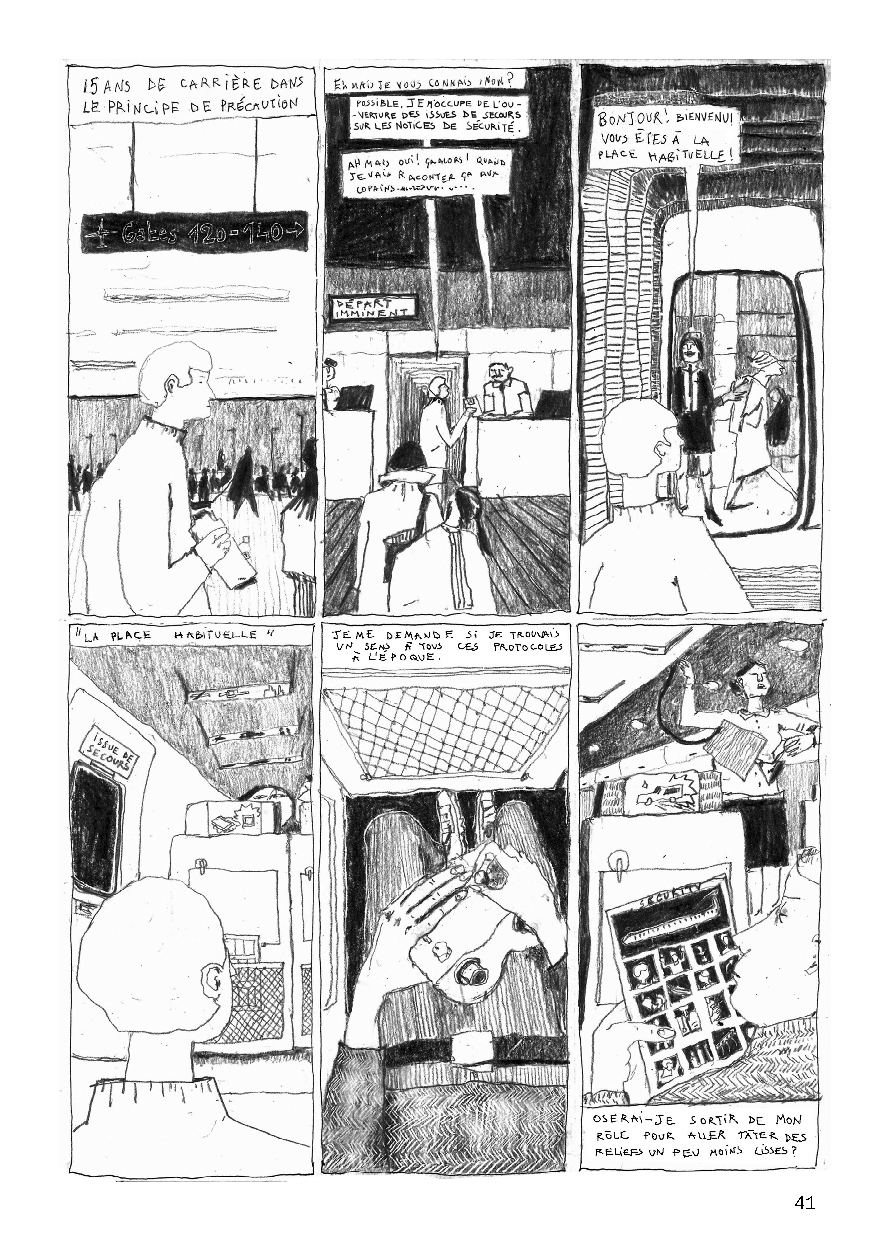 15 ANS DE CARRIÈRE DANS
LE PRINCIPE DE PRÉCAUTION
Gates 120-140 →
EH MAIS JE VOUS CONNAIS, NON?
POSSIBLE, JE M'OCCUPE DE L'OU-
-VERTURE DES ISSUES DE SECOURS
SUR LES NOTICES DE SÉCURITÉ.
AH MAIS OUI! ÇA ALORS! QUAND
JE VAIS RACONTER ÇA AUX
COPAINS
DÉPART
IMMINENT
BONJOUR! BIENVENU!
VOUS ÊTES À LA
PLACE HABITUELLE!
"LA PLACE HABITUELLE"
ISSUE DE
SECOURS
JE ME DEMANDE SI JE TROUVAIS
UN SENS À TOUS CES PROTOCOLES
À L'ÉPOQUE.
SECURITY
OSERAI-JE SORTIR DE MON
RÔLE POUR ALLER TÂTER DES
RELIEFS UN PEU MOINS LISSES?
41